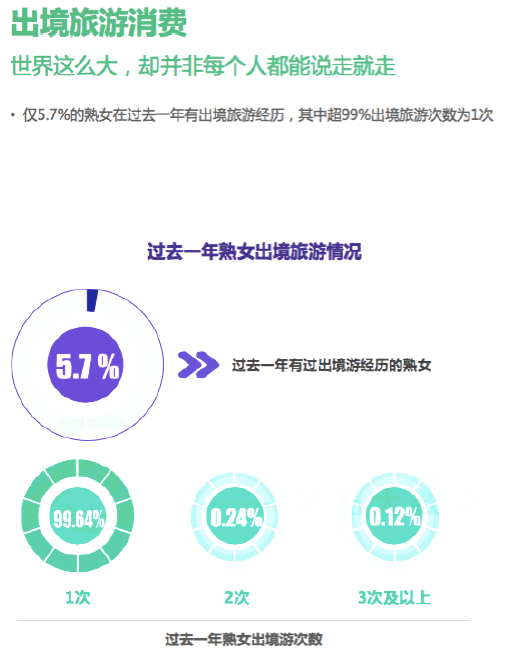 出境旅游消费
世界这么大，却并非每个人都能说走就走
• 仅5.7%的熟女在过去一年有出境旅游经历，其中超99%出境旅游次数为1次
过去一年熟女出境旅游情况
5.7%
过去一年有过出境游经历的熟女
99.64%
0.24%
0.12%
1次
2次
3次及以上
过去一年熟女出境游次数